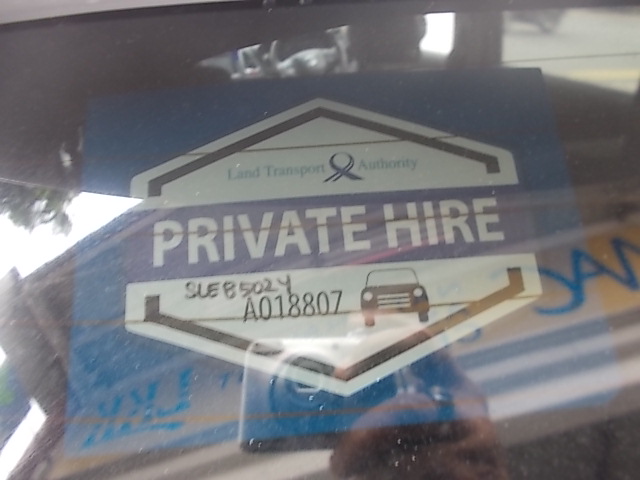 Land Transport Authority
PRIVATE HIRE
SLE8502Y
A018807